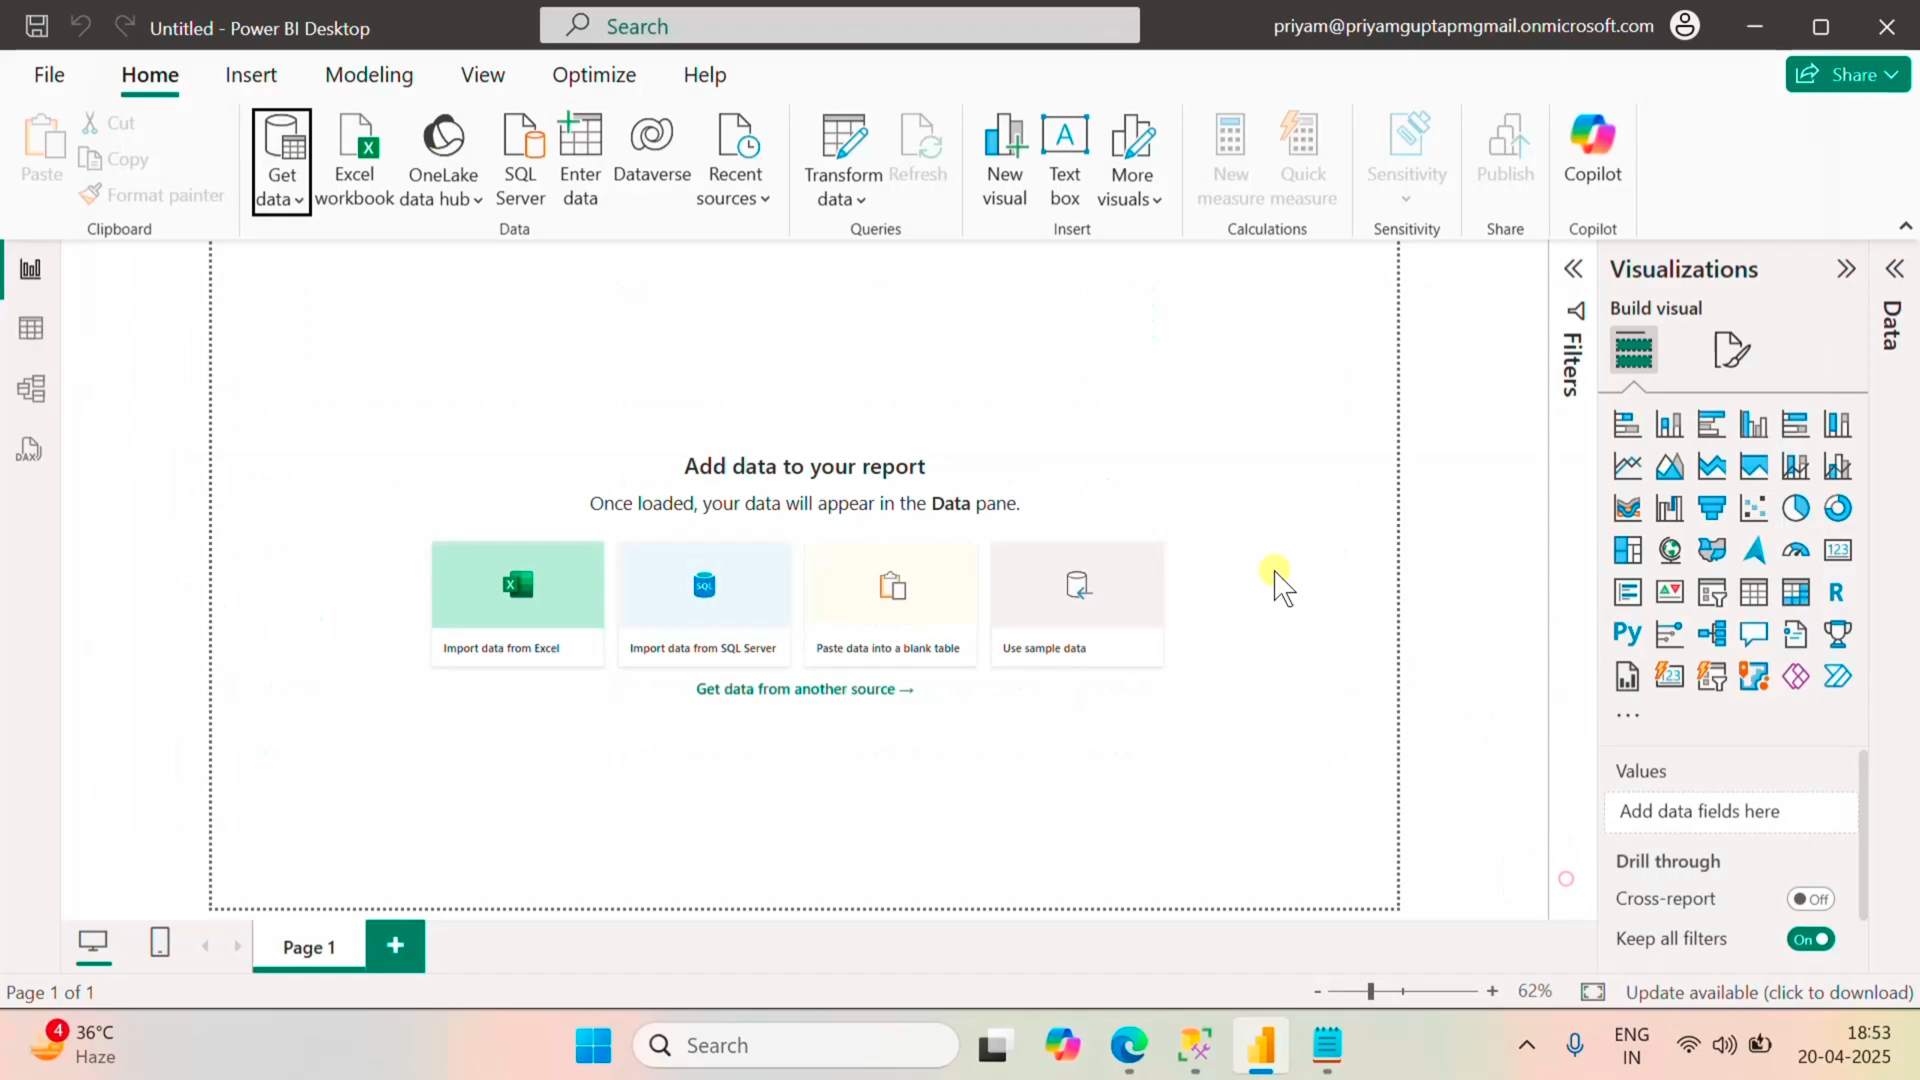 Untitled - Power BI Desktop
Search
priyam@priyamguptapmgmail.onmicrosoft.com
File
Home
Insert
Modeling
View
Optimize
Help
Share
Paste
Cut
Copy
Format painter
Clipboard
Get
data
Excel
workbook
OneLake
data hub
SQL
Server
Enter
data
Dataverse
Recent
sources
Data
Transform
data
Refresh
Queries
New
visual
Text
box
More
visuals
Insert
New
measure
Quick
measure
Calculations
Sensitivity
Sensitivity
Publish
Share
Copilot
Copilot
DAX
Add data to your report
Once loaded, your data will appear in the Data pane.
SQL
Import data from Excel
Import data from SQL Server
Paste data into a blank table
Use sample data
Get data from another source →
Filters
Visualizations
Build visual
123
R
Py
123
...
Values
Add data fields here
Drill through
Cross-report
Off
Keep all filters
On
Data
Page 1
+
Page 1 of 1
-
+
62%
Update available (click to download)
4
36°C
Haze
Search
ENG
IN
18:53
20-04-2025